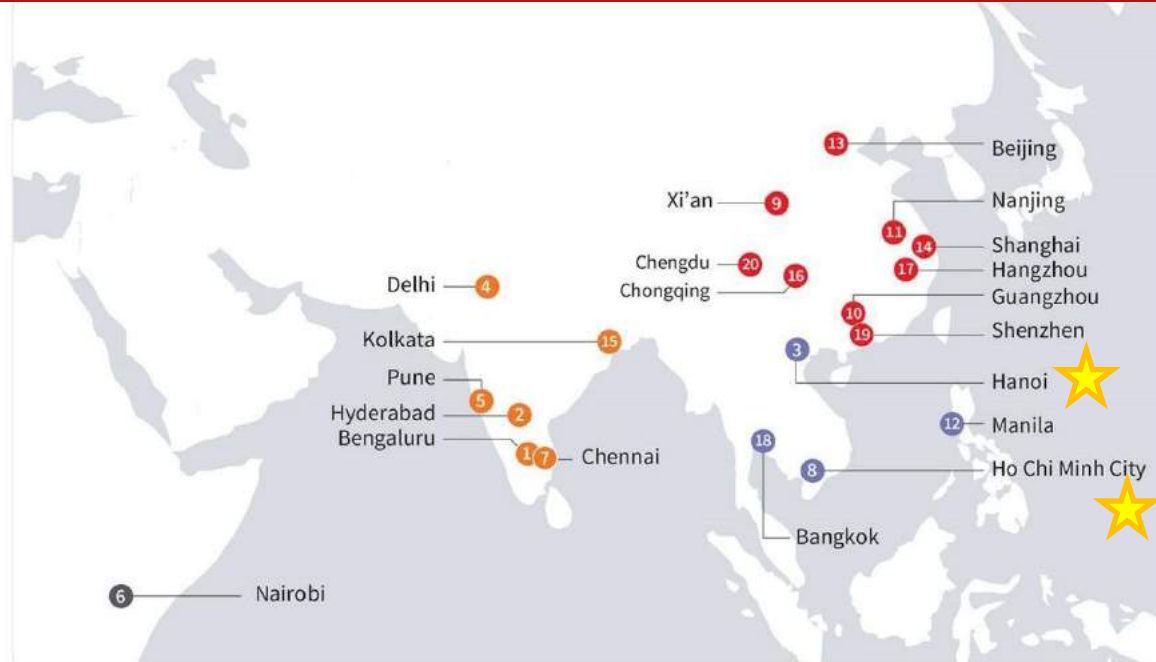 13 Beijing
Xi’an 9
Nanjing
11
14 Shanghai
Chengdu 20
17 Hangzhou
16
Chongqing
Guangzhou
Delhi 4
10
19 Shenzhen
Kolkata 15
3
Pune
Hanoi
5
Hyderabad 2
12 Manila
Bengaluru 1
7 Chennai
18
8 Ho Chi Minh City
Bangkok
6 Nairobi